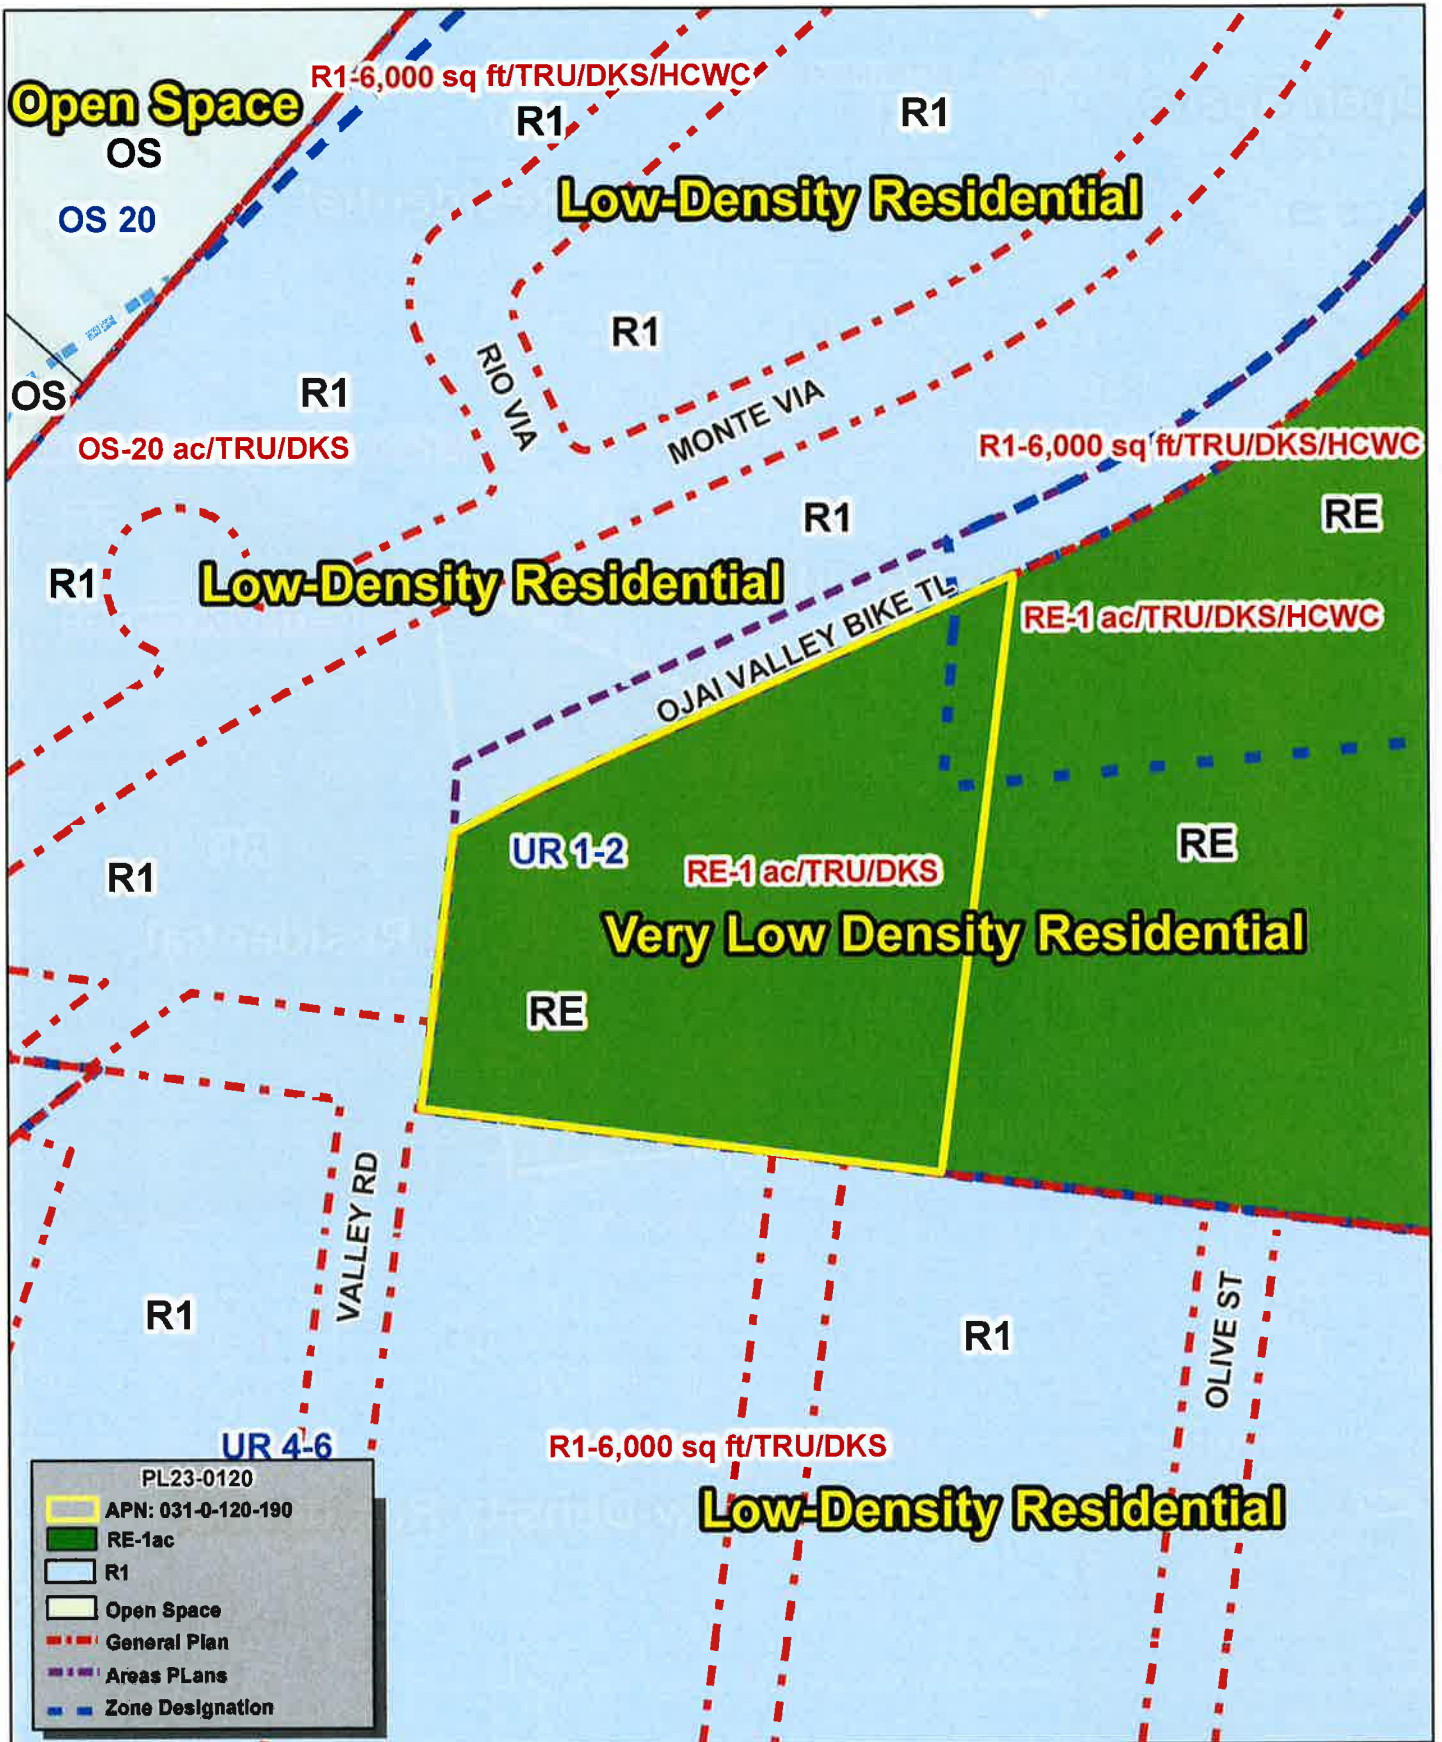 R1-6,000 sq ft/TRU/DKS/HCWC
Open Space
R1
R1
OS
Low-Density Residential
OS 20
R1
RIO VIA
OS
R1
MONTE VIA
OS-20 ac/TRU/DKS
R1-6,000 sq ft/TRU/DKS/HCWC
R1
RE
R1
Low-Density Residential
OJAI VALLEY BIKE TL
RE-1 ac/TRU/DKS/HCWC
R1
UR 1-2
RE-1 ac/TRU/DKS
RE
Very Low Density Residential
RE
VALLEY RD
R1
R1
OLIVE ST
UR 4-6
R1-6,000 sq ft/TRU/DKS
Low-Density Residential
PL23-0120
APN: 031-0-120-190
RE-1ac
R1
Open Space
General Plan
Areas PLans
Zone Designation